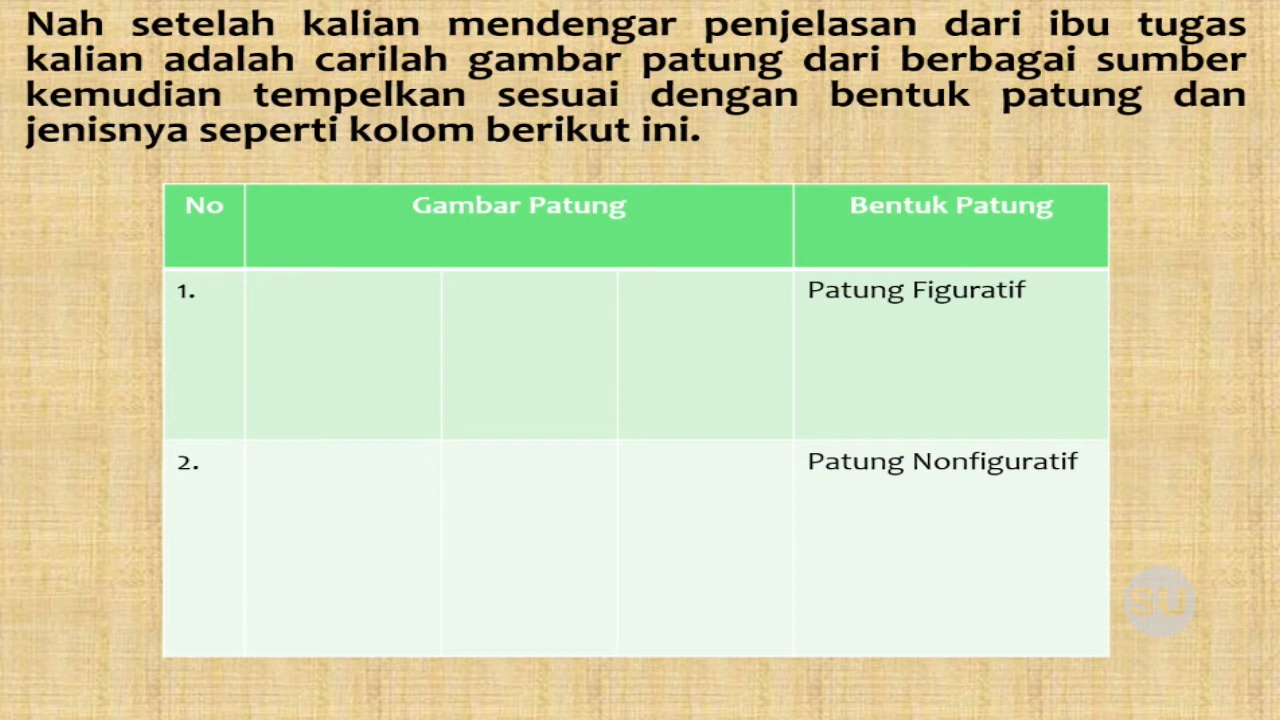 Nah setelah kalian mendengar penjelasan dari ibu tugas
kalian adalah carilah gambar patung dari berbagai sumber
kemudian tempelkan sesuai dengan bentuk patung dan
jenisnya seperti kolom berikut ini.
No Gambar Patung Bentuk Patung
1. Patung Figuratif
2. Patung Nonfiguratif
su